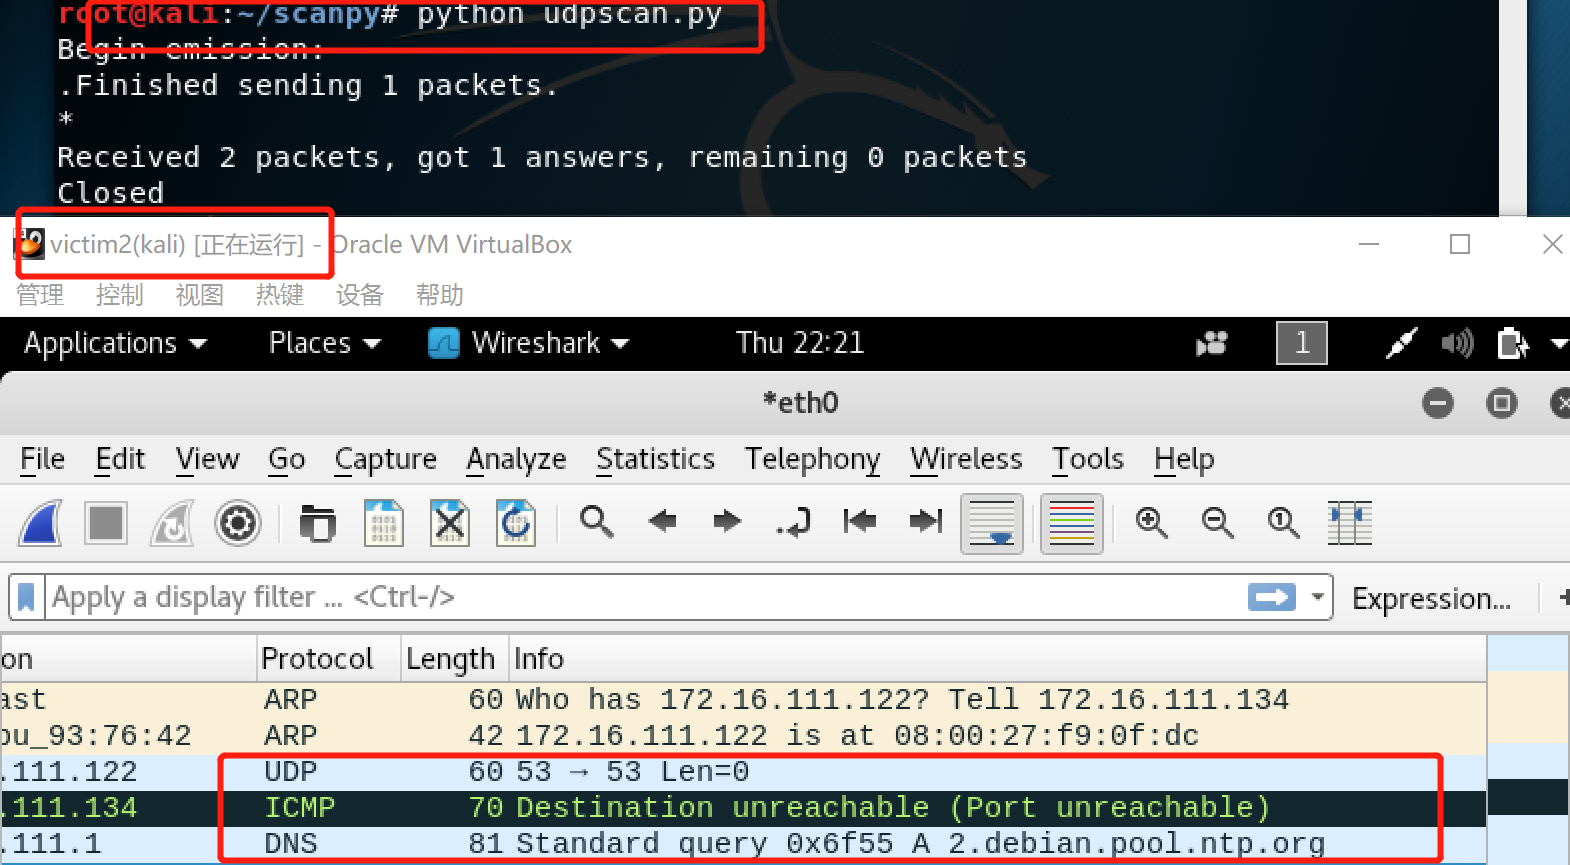 root@kali:~/scanpy# python udpscan.py
Begin emission:
.Finished sending 1 packets.
*
Received 2 packets, got 1 answers, remaining 0 packets
Closed
victim2(kali) [正在运行] - Oracle VM VirtualBox
管理 控制 视图 热键 设备 帮助
Applications Places Wireshark Thu 22:21 1
*eth0
File Edit View Go Capture Analyze Statistics Telephony Wireless Tools Help
Apply a display filter ... <Ctrl-/> Expression... +
on Protocol Length Info
ast ARP 60 Who has 172.16.111.122? Tell 172.16.111.134
ou_93:76:42 ARP 42 172.16.111.122 is at 08:00:27:f9:0f:dc
.111.122 UDP 60 53 → 53 Len=0
.111.134 ICMP 70 Destination unreachable (Port unreachable)
.111.1 DNS 81 Standard query 0x6f55 A 2.debian.pool.ntp.org